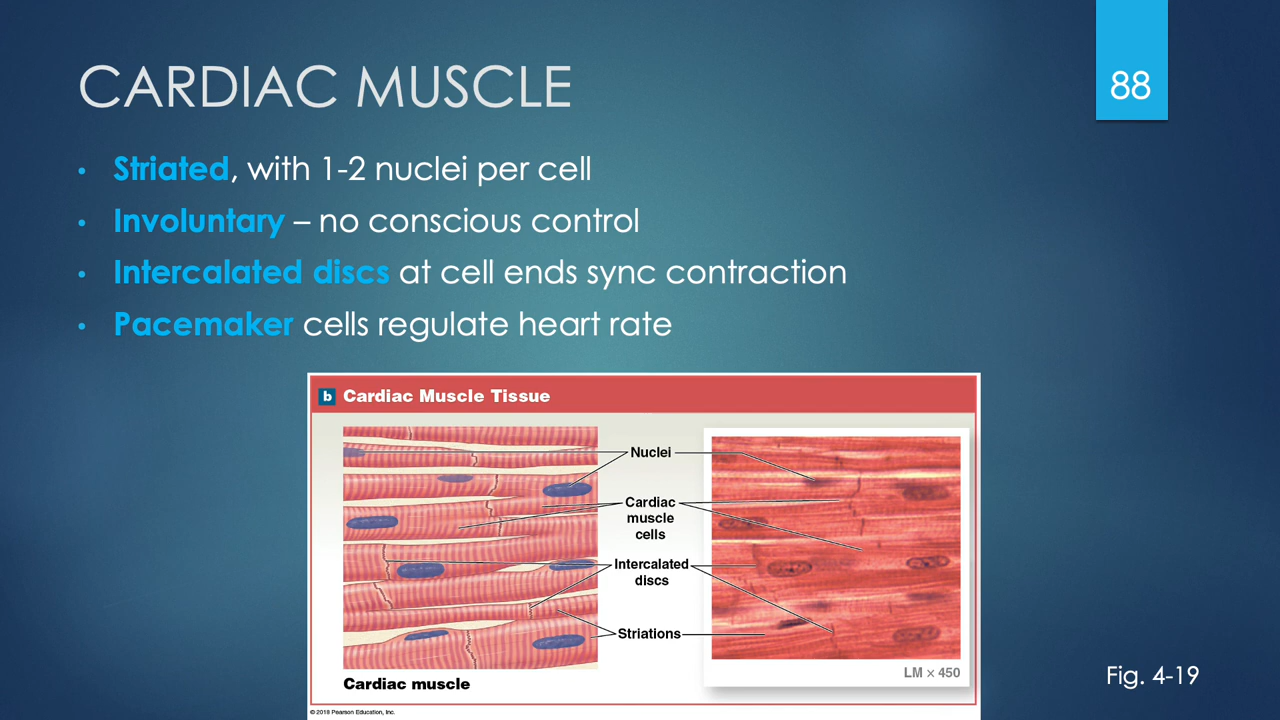 CARDIAC MUSCLE
88
• Striated, with 1-2 nuclei per cell
• Involuntary – no conscious control
• Intercalated discs at cell ends sync contraction
• Pacemaker cells regulate heart rate
b Cardiac Muscle Tissue
Nuclei
Cardiac
muscle
cells
Intercalated
discs
Striations
Cardiac muscle
LM × 450
© 2018 Pearson Education, Inc.
Fig. 4-19